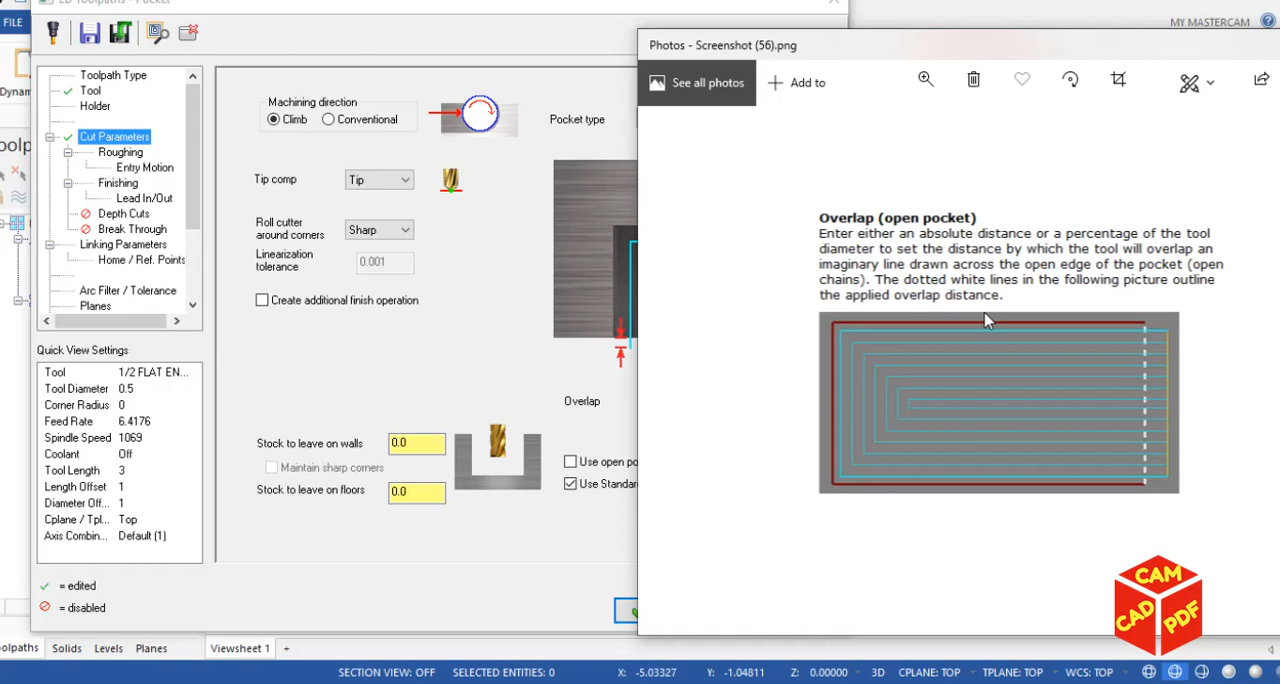 FILE
MY MASTERCAM
Toolpath Type
Tool
Holder
Cut Parameters
Roughing
Entry Motion
Finishing
Lead In/Out
Depth Cuts
Break Through
Linking Parameters
Home / Ref. Points
Arc Filter / Tolerance
Planes
Quick View Settings
Tool 1/2 FLAT EN...
Tool Diameter 0.5
Corner Radius 0
Feed Rate 6.4176
Spindle Speed 1069
Coolant Off
Tool Length 3
Length Offset 1
Diameter Off... 1
Cplane / Tpl... Top
Axis Combin... Default (1)
= edited
= disabled
Machining direction
Climb Conventional
Pocket type
Tip comp Tip
Roll cutter
around corners Sharp
Linearization
tolerance 0.001
Create additional finish operation
Overlap
Stock to leave on walls 0.0
Maintain sharp corners
Stock to leave on floors 0.0
Use open po
Use Standar
Photos - Screenshot (56).png
See all photos
Add to
Overlap (open pocket)
Enter either an absolute distance or a percentage of the tool
diameter to set the distance by which the tool will overlap an
imaginary line drawn across the open edge of the pocket (open
chains). The dotted white lines in the following picture outline
the applied overlap distance.
CAM
CAD PDF
oolpaths Solids Levels Planes Viewsheet 1 +
SECTION VIEW: OFF SELECTED ENTITIES: 0 X: -5.03327 Y: -1.04811 Z: 0.00000 3D CPLANE: TOP TPLANE: TOP WCS: TOP